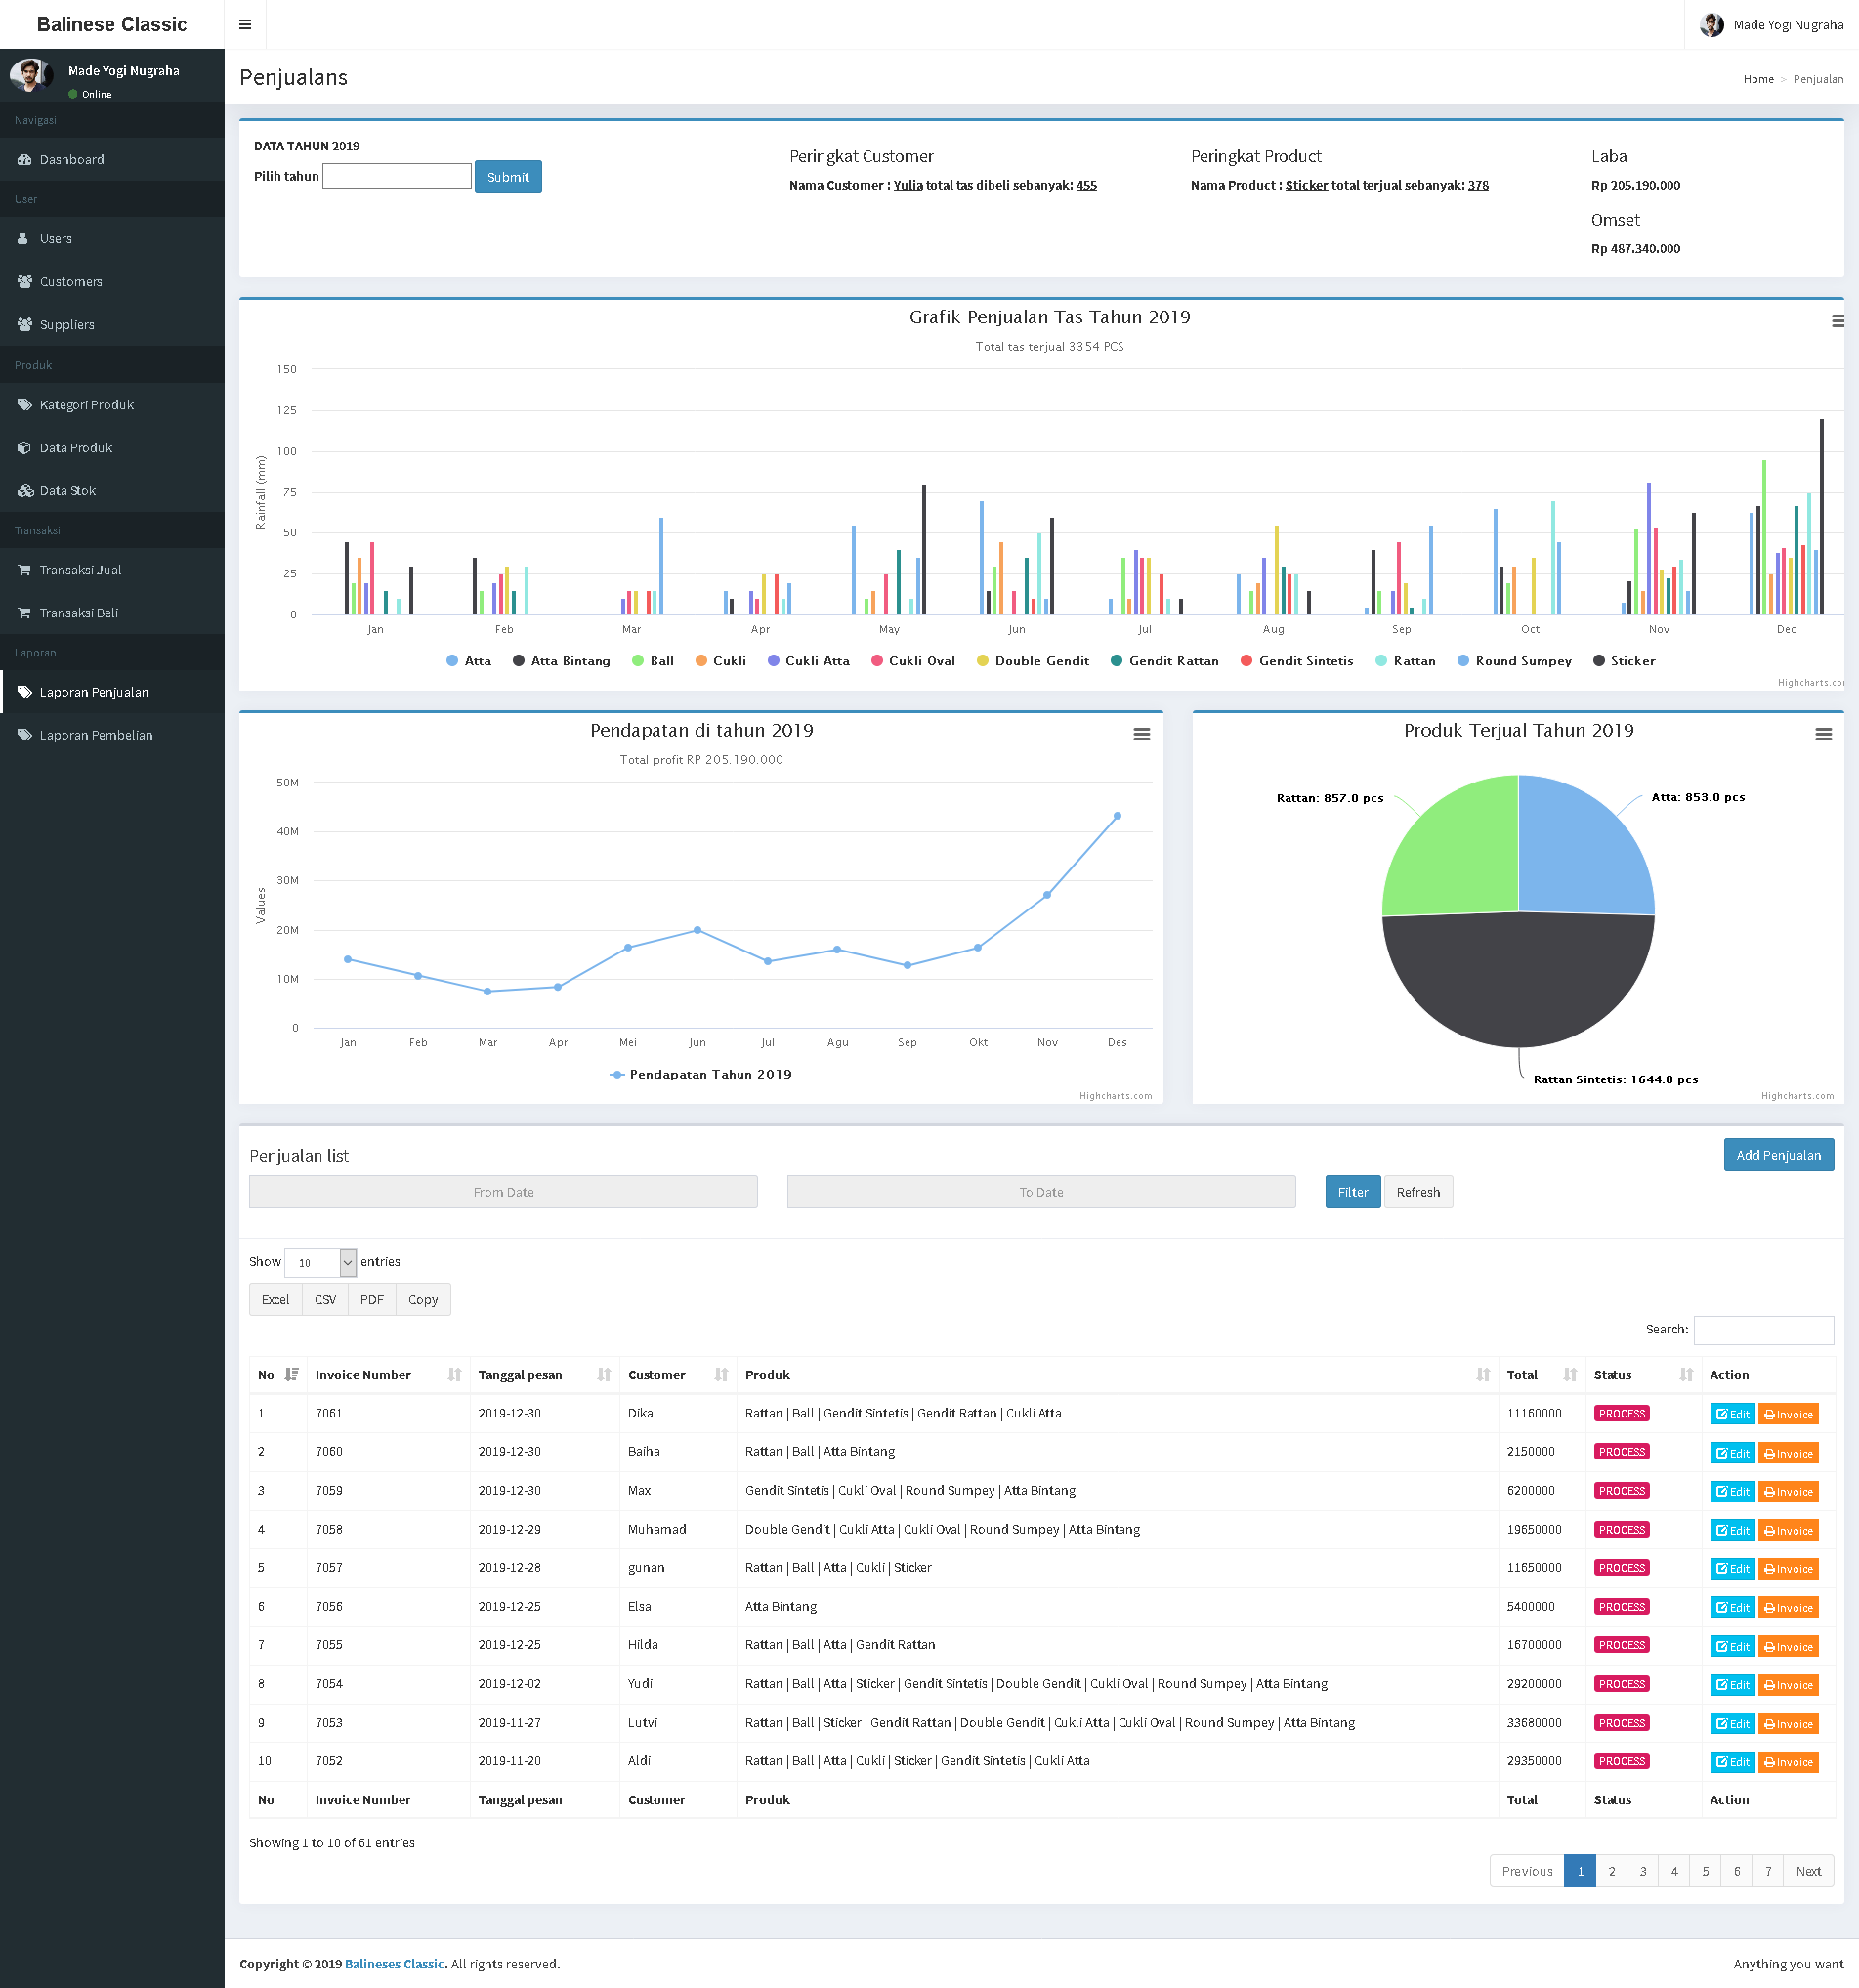 Balinese Classic
Made Yogi Nugraha
Made Yogi Nugraha
Online
Navigasi
Dashboard
User
Users
Customers
Suppliers
Produk
Kategori Produk
Data Produk
Data Stok
Transaksi
Transaksi Jual
Transaksi Beli
Laporan
Laporan Penjualan
Laporan Pembelian
Penjualans
Home > Penjualan
DATA TAHUN 2019
Pilih tahun Submit
Peringkat Customer
Nama Customer : Yulia total tas dibeli sebanyak: 455
Peringkat Product
Nama Product : Sticker total terjual sebanyak: 378
Laba
Rp 205.190.000
Omset
Rp 487.340.000
Grafik Penjualan Tas Tahun 2019
Total tas terjual 3354 PCS
Rainfall (mm)
150
125
100
75
50
25
0
Jan Feb Mar Apr May Jun Jul Aug Sep Oct Nov Dec
Atta Atta Bintang Ball Cukli Cukli Atta Cukli Oval Double Gendit Gendit Rattan Gendit Sintetis Rattan Round Sumpey Sticker
Highcharts.co
Pendapatan di tahun 2019
Total profit RP 205.190.000
Values
50M
40M
30M
20M
10M
0
Jan Feb Mar Apr Mei Jun Jul Agu Sep Okt Nov Des
Pendapatan Tahun 2019
Highcharts.com
Produk Terjual Tahun 2019
Rattan: 857.0 pcs
Atta: 853.0 pcs
Rattan Sintetis: 1644.0 pcs
Highcharts.com
Penjualan list
Add Penjualan
From Date To Date Filter Refresh
Show 10 entries
Excel CSV PDF Copy
Search:
No Invoice Number Tanggal pesan Customer Produk Total Status Action
1 7061 2019-12-30 Dika Rattan | Ball | Gendit Sintetis | Gendit Rattan | Cukli Atta 11160000 PROCESS Edit Invoice
2 7060 2019-12-30 Baiha Rattan | Ball | Atta Bintang 2150000 PROCESS Edit Invoice
3 7059 2019-12-30 Max Gendit Sintetis | Cukli Oval | Round Sumpey | Atta Bintang 6200000 PROCESS Edit Invoice
4 7058 2019-12-29 Muhamad Double Gendit | Cukli Atta | Cukli Oval | Round Sumpey | Atta Bintang 19650000 PROCESS Edit Invoice
5 7057 2019-12-28 gunan Rattan | Ball | Atta | Cukli | Sticker 11650000 PROCESS Edit Invoice
6 7056 2019-12-25 Elsa Atta Bintang 5400000 PROCESS Edit Invoice
7 7055 2019-12-25 Hilda Rattan | Ball | Atta | Gendit Rattan 16700000 PROCESS Edit Invoice
8 7054 2019-12-02 Yudi Rattan | Ball | Atta | Sticker | Gendit Sintetis | Double Gendit | Cukli Oval | Round Sumpey | Atta Bintang 29200000 PROCESS Edit Invoice
9 7053 2019-11-27 Lutvi Rattan | Ball | Sticker | Gendit Rattan | Double Gendit | Cukli Atta | Cukli Oval | Round Sumpey | Atta Bintang 33680000 PROCESS Edit Invoice
10 7052 2019-11-20 Aldi Rattan | Ball | Atta | Cukli | Sticker | Gendit Sintetis | Cukli Atta 29350000 PROCESS Edit Invoice
No Invoice Number Tanggal pesan Customer Produk Total Status Action
Showing 1 to 10 of 61 entries
Previous 1 2 3 4 5 6 7 Next
Copyright © 2019 Balineses Classic. All rights reserved.
Anything you want